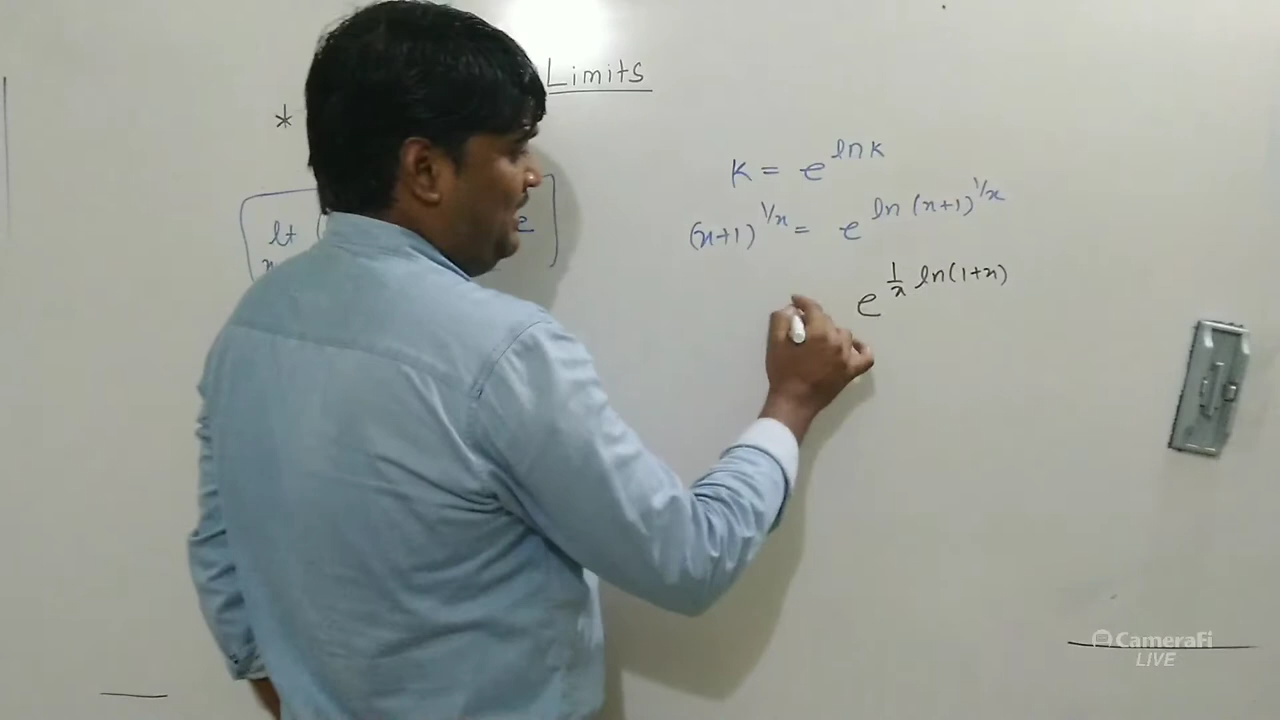 Limits
*
K = e^{ln K}
lt e
(x+1)^{1/x} = e^{ln (x+1)^{1/x}}
e^{1/x ln(1+x)}
CameraFi
LIVE